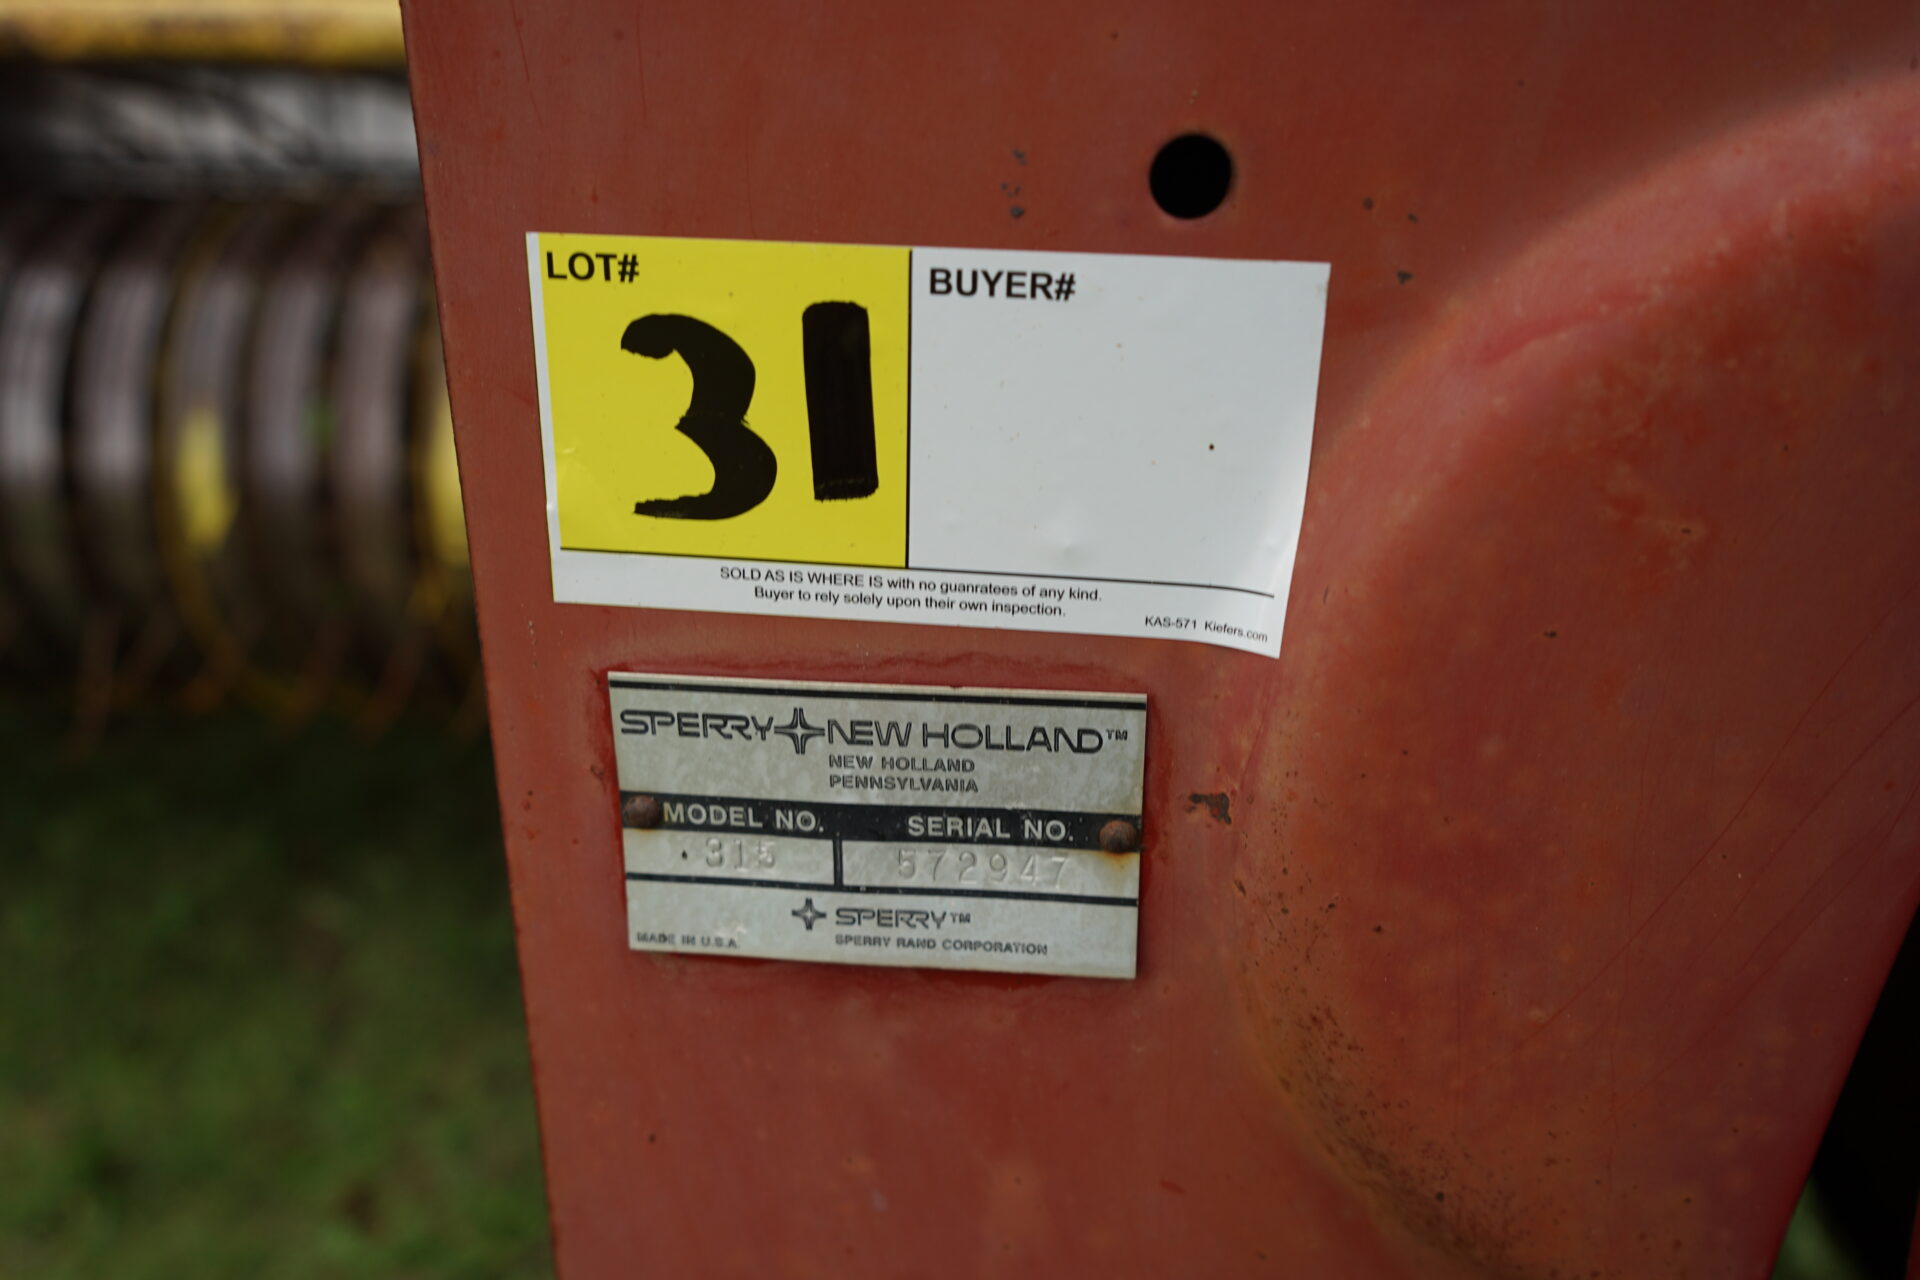 LOT#
31
BUYER#
SOLD AS IS WHERE IS with no guanratees of any kind.
Buyer to rely solely upon their own inspection.
KAS-571 Kiefers.com
SPERRY NEW HOLLAND™
NEW HOLLAND
PENNSYLVANIA
MODEL NO. SERIAL NO.
315 572947
SPERRY™
MADE IN U.S.A. SPERRY RAND CORPORATION